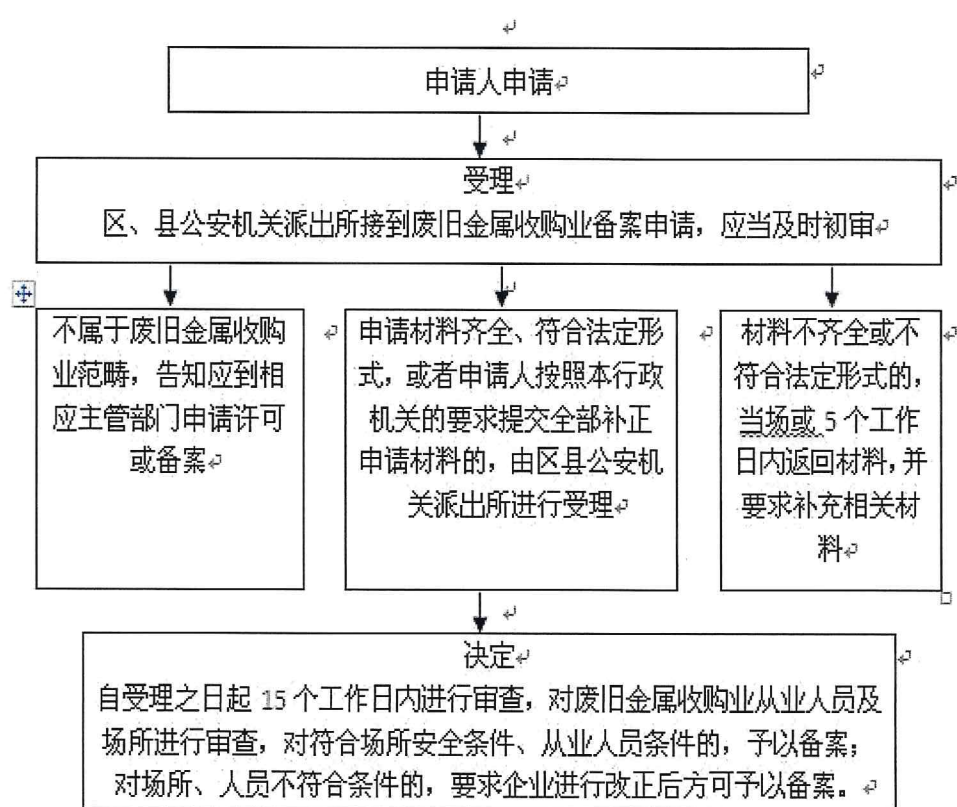 申请人申请
受理
区、县公安机关派出所接到废旧金属收购业备案申请，应当及时初审
不属于废旧金属收购
业范畴，告知应到相
应主管部门申请许可
或备案
申请材料齐全、符合法定形
式，或者申请人按照本行政
机关的要求提交全部补正
申请材料的，由区县公安机
关派出所进行受理
材料不齐全或不
符合法定形式的，
当场或 5 个工作
日内返回材料，并
要求补充相关材
料
决定
自受理之日起 15 个工作日内进行审查，对废旧金属收购业从业人员及
场所进行审查，对符合场所安全条件、从业人员条件的，予以备案；
对场所、人员不符合条件的，要求企业进行改正后方可予以备案。